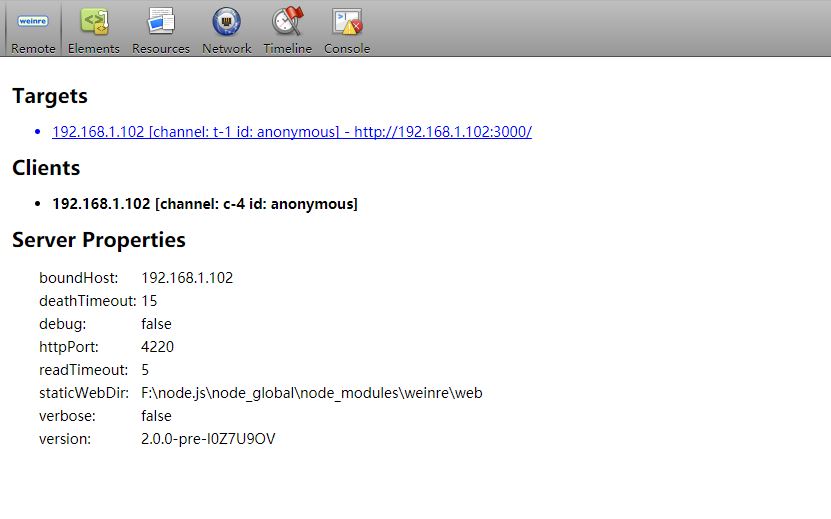 weinre
Remote Elements Resources Network Timeline Console
Targets
192.168.1.102 [channel: t-1 id: anonymous] - http://192.168.1.102:3000/
Clients
192.168.1.102 [channel: c-4 id: anonymous]
Server Properties
boundHost: 192.168.1.102
deathTimeout: 15
debug: false
httpPort: 4220
readTimeout: 5
staticWebDir: F:\node.js\node_global\node_modules\weinre\web
verbose: false
version: 2.0.0-pre-I0Z7U9OV